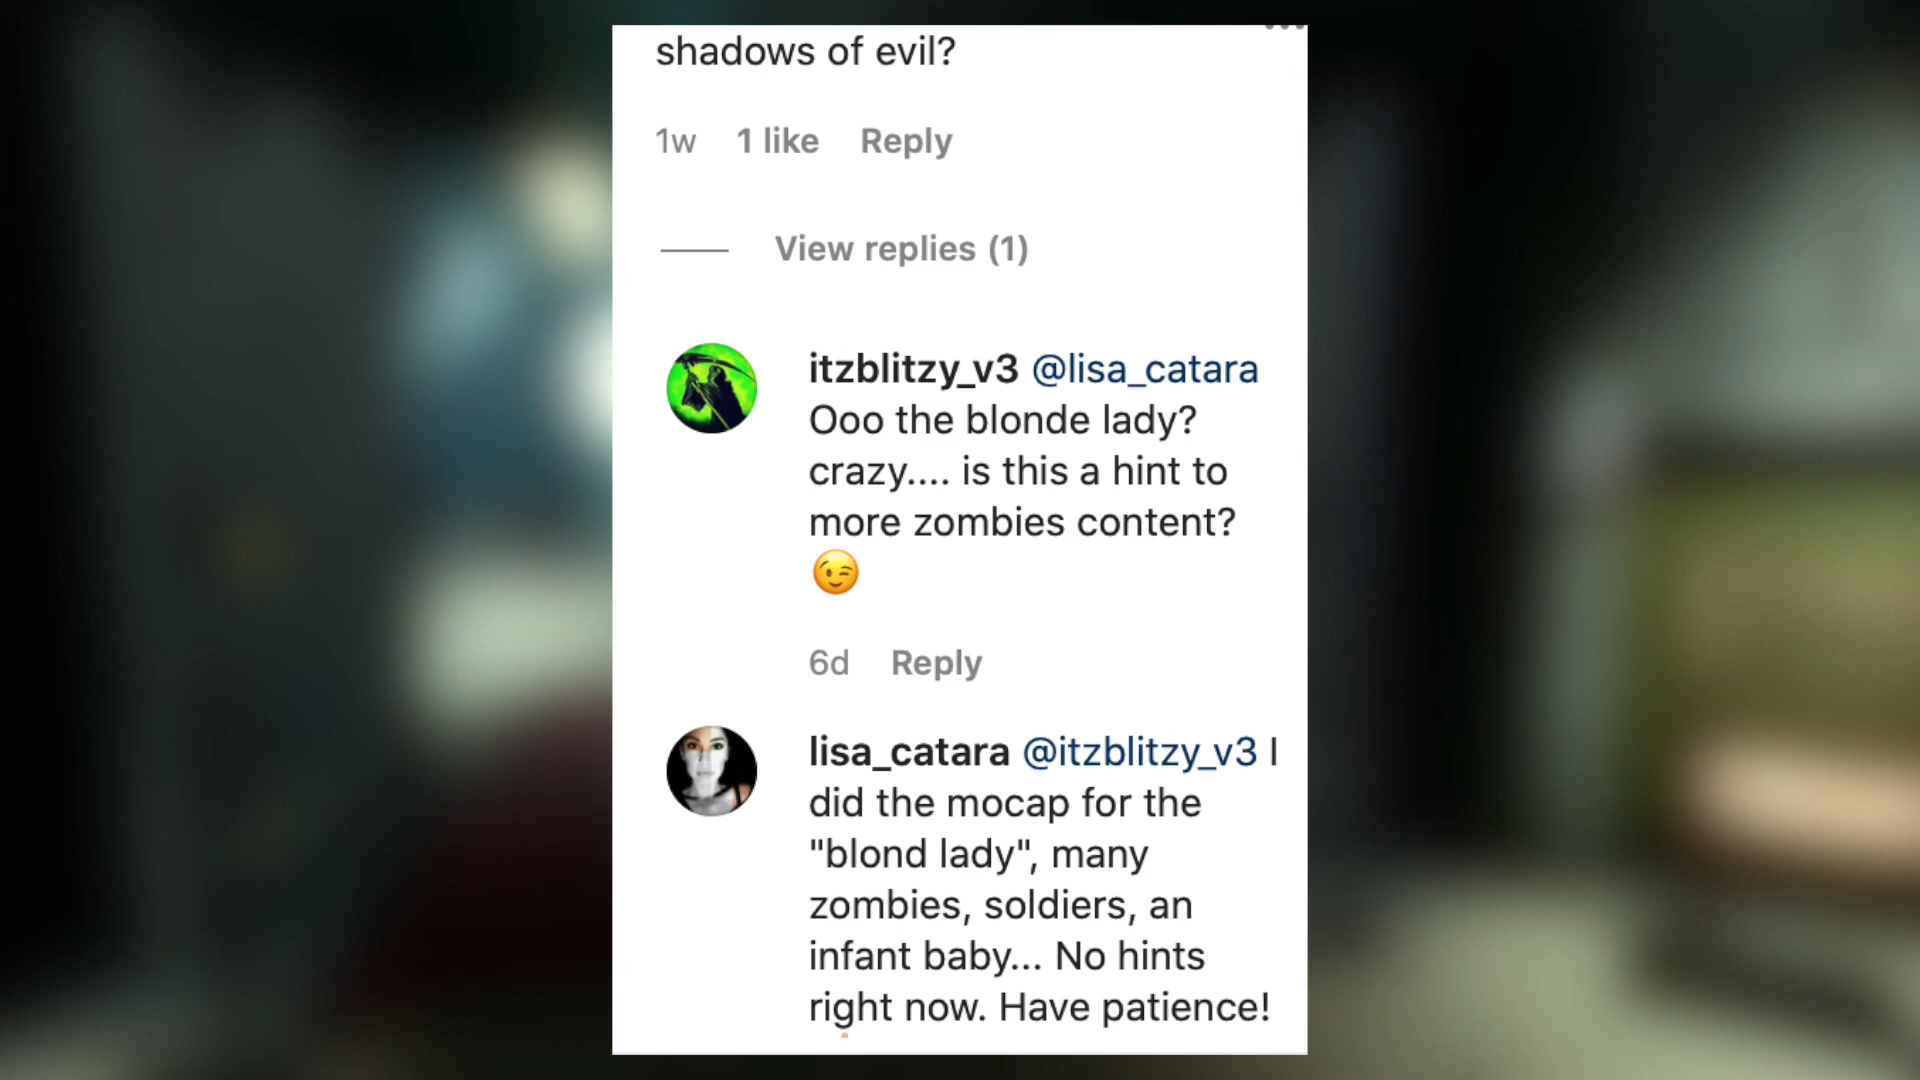 shadows of evil?
1w 1 like Reply
View replies (1)
itzblitzy_v3 @lisa_catara
Ooo the blonde lady?
crazy.... is this a hint to
more zombies content?
😉
6d Reply
lisa_catara @itzblitzy_v3 I
did the mocap for the
"blond lady", many
zombies, soldiers, an
infant baby... No hints
right now. Have patience!